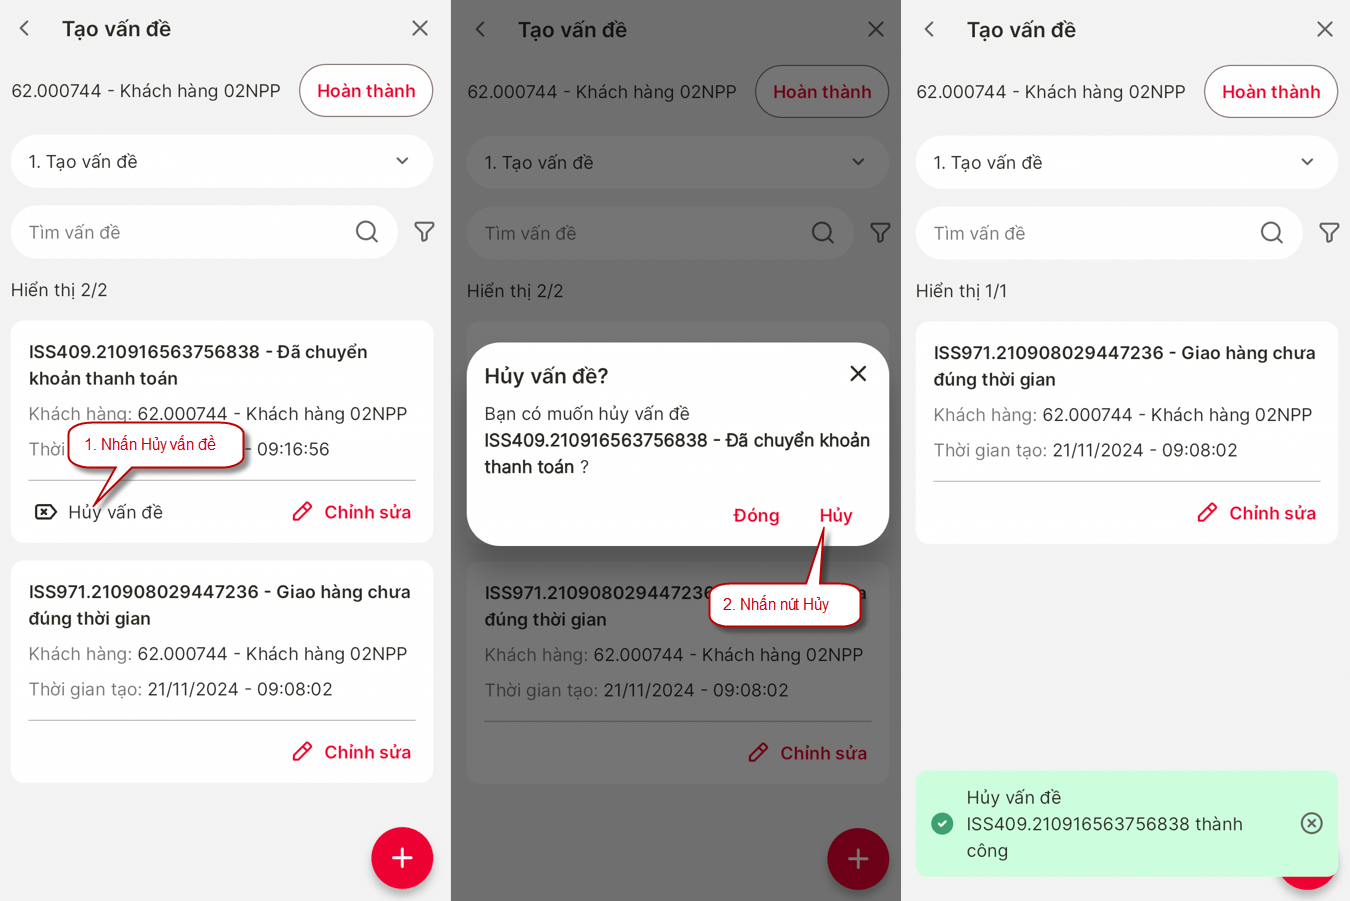 Tạo vấn đề
62.000744 - Khách hàng 02NPP
Hoàn thành
1. Tạo vấn đề
Tìm vấn đề
Hiển thị 2/2
ISS409.210916563756838 - Đã chuyển
khoản thanh toán
Khách hàng: 62.000744 - Khách hàng 02NPP
Thời - 09:16:56
1. Nhấn Hủy vấn đề
Hủy vấn đề
Chỉnh sửa
ISS971.210908029447236 - Giao hàng chưa
đúng thời gian
Khách hàng: 62.000744 - Khách hàng 02NPP
Thời gian tạo: 21/11/2024 - 09:08:02
Chỉnh sửa
Tạo vấn đề
62.000744 - Khách hàng 02NPP
Hoàn thành
1. Tạo vấn đề
Tìm vấn đề
Hiển thị 2/2
Hủy vấn đề?
Bạn có muốn hủy vấn đề
ISS409.210916563756838 - Đã chuyển khoản
thanh toán ?
Đóng
Hủy
2. Nhấn nút Hủy
ISS971.210908029447236
đúng thời gian
Khách hàng: 62.000744 - Khách hàng 02NPP
Thời gian tạo: 21/11/2024 - 09:08:02
Chỉnh sửa
Tạo vấn đề
62.000744 - Khách hàng 02NPP
Hoàn thành
1. Tạo vấn đề
Tìm vấn đề
Hiển thị 1/1
ISS971.210908029447236 - Giao hàng chưa
đúng thời gian
Khách hàng: 62.000744 - Khách hàng 02NPP
Thời gian tạo: 21/11/2024 - 09:08:02
Chỉnh sửa
Hủy vấn đề
ISS409.210916563756838 thành
công